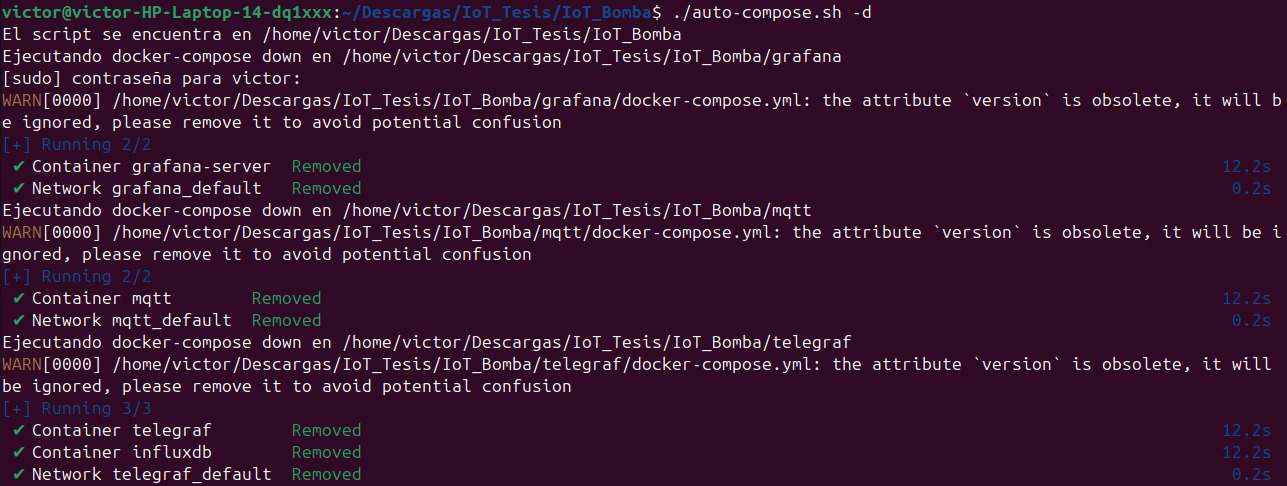 victor@victor-HP-Laptop-14-dq1xxx:~/Descargas/IoT_Tesis/IoT_Bomba$ ./auto-compose.sh -d
El script se encuentra en /home/victor/Descargas/IoT_Tesis/IoT_Bomba
Ejecutando docker-compose down en /home/victor/Descargas/IoT_Tesis/IoT_Bomba/grafana
[sudo] contraseña para victor:
WARN[0000] /home/victor/Descargas/IoT_Tesis/IoT_Bomba/grafana/docker-compose.yml: the attribute `version` is obsolete, it will b
e ignored, please remove it to avoid potential confusion
[+] Running 2/2
✔ Container grafana-server  Removed 12.2s
✔ Network grafana_default   Removed 0.2s
Ejecutando docker-compose down en /home/victor/Descargas/IoT_Tesis/IoT_Bomba/mqtt
WARN[0000] /home/victor/Descargas/IoT_Tesis/IoT_Bomba/mqtt/docker-compose.yml: the attribute `version` is obsolete, it will be i
gnored, please remove it to avoid potential confusion
[+] Running 2/2
✔ Container mqtt        Removed 12.2s
✔ Network mqtt_default  Removed 0.2s
Ejecutando docker-compose down en /home/victor/Descargas/IoT_Tesis/IoT_Bomba/telegraf
WARN[0000] /home/victor/Descargas/IoT_Tesis/IoT_Bomba/telegraf/docker-compose.yml: the attribute `version` is obsolete, it will
be ignored, please remove it to avoid potential confusion
[+] Running 3/3
✔ Container telegraf        Removed 12.2s
✔ Container influxdb        Removed 12.2s
✔ Network telegraf_default  Removed 0.2s